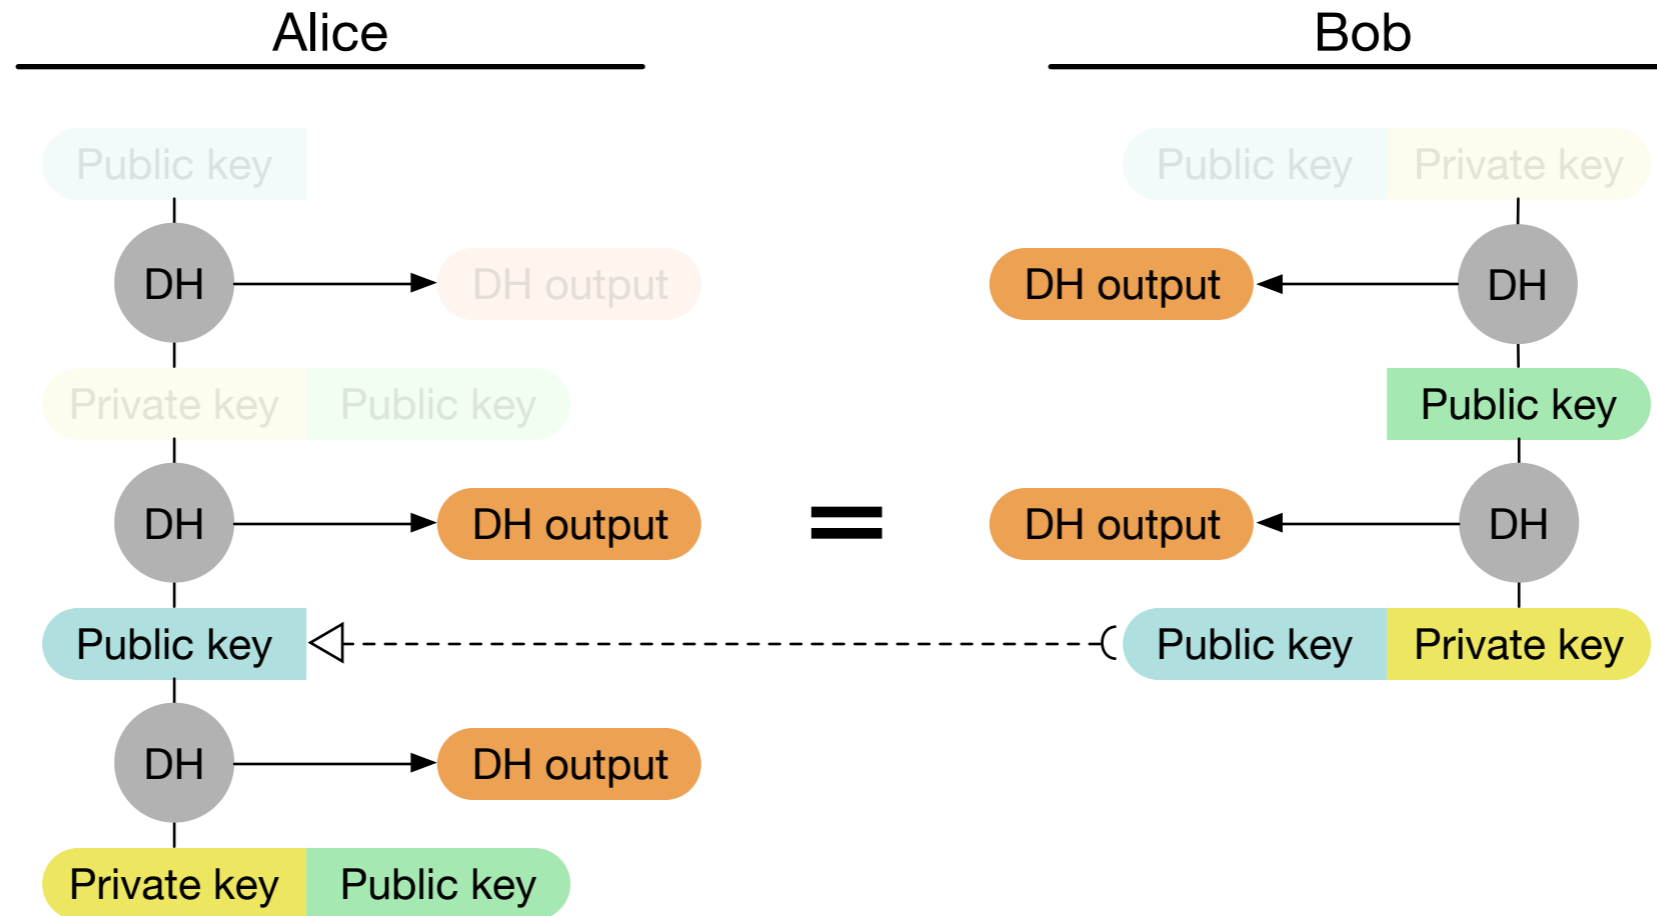 Alice
Bob
Public key
Public key Private key
DH
DH output
DH output
DH
Private key Public key
Public key
DH
DH output
=
DH output
DH
Public key
Public key Private key
DH
DH output
Private key Public key